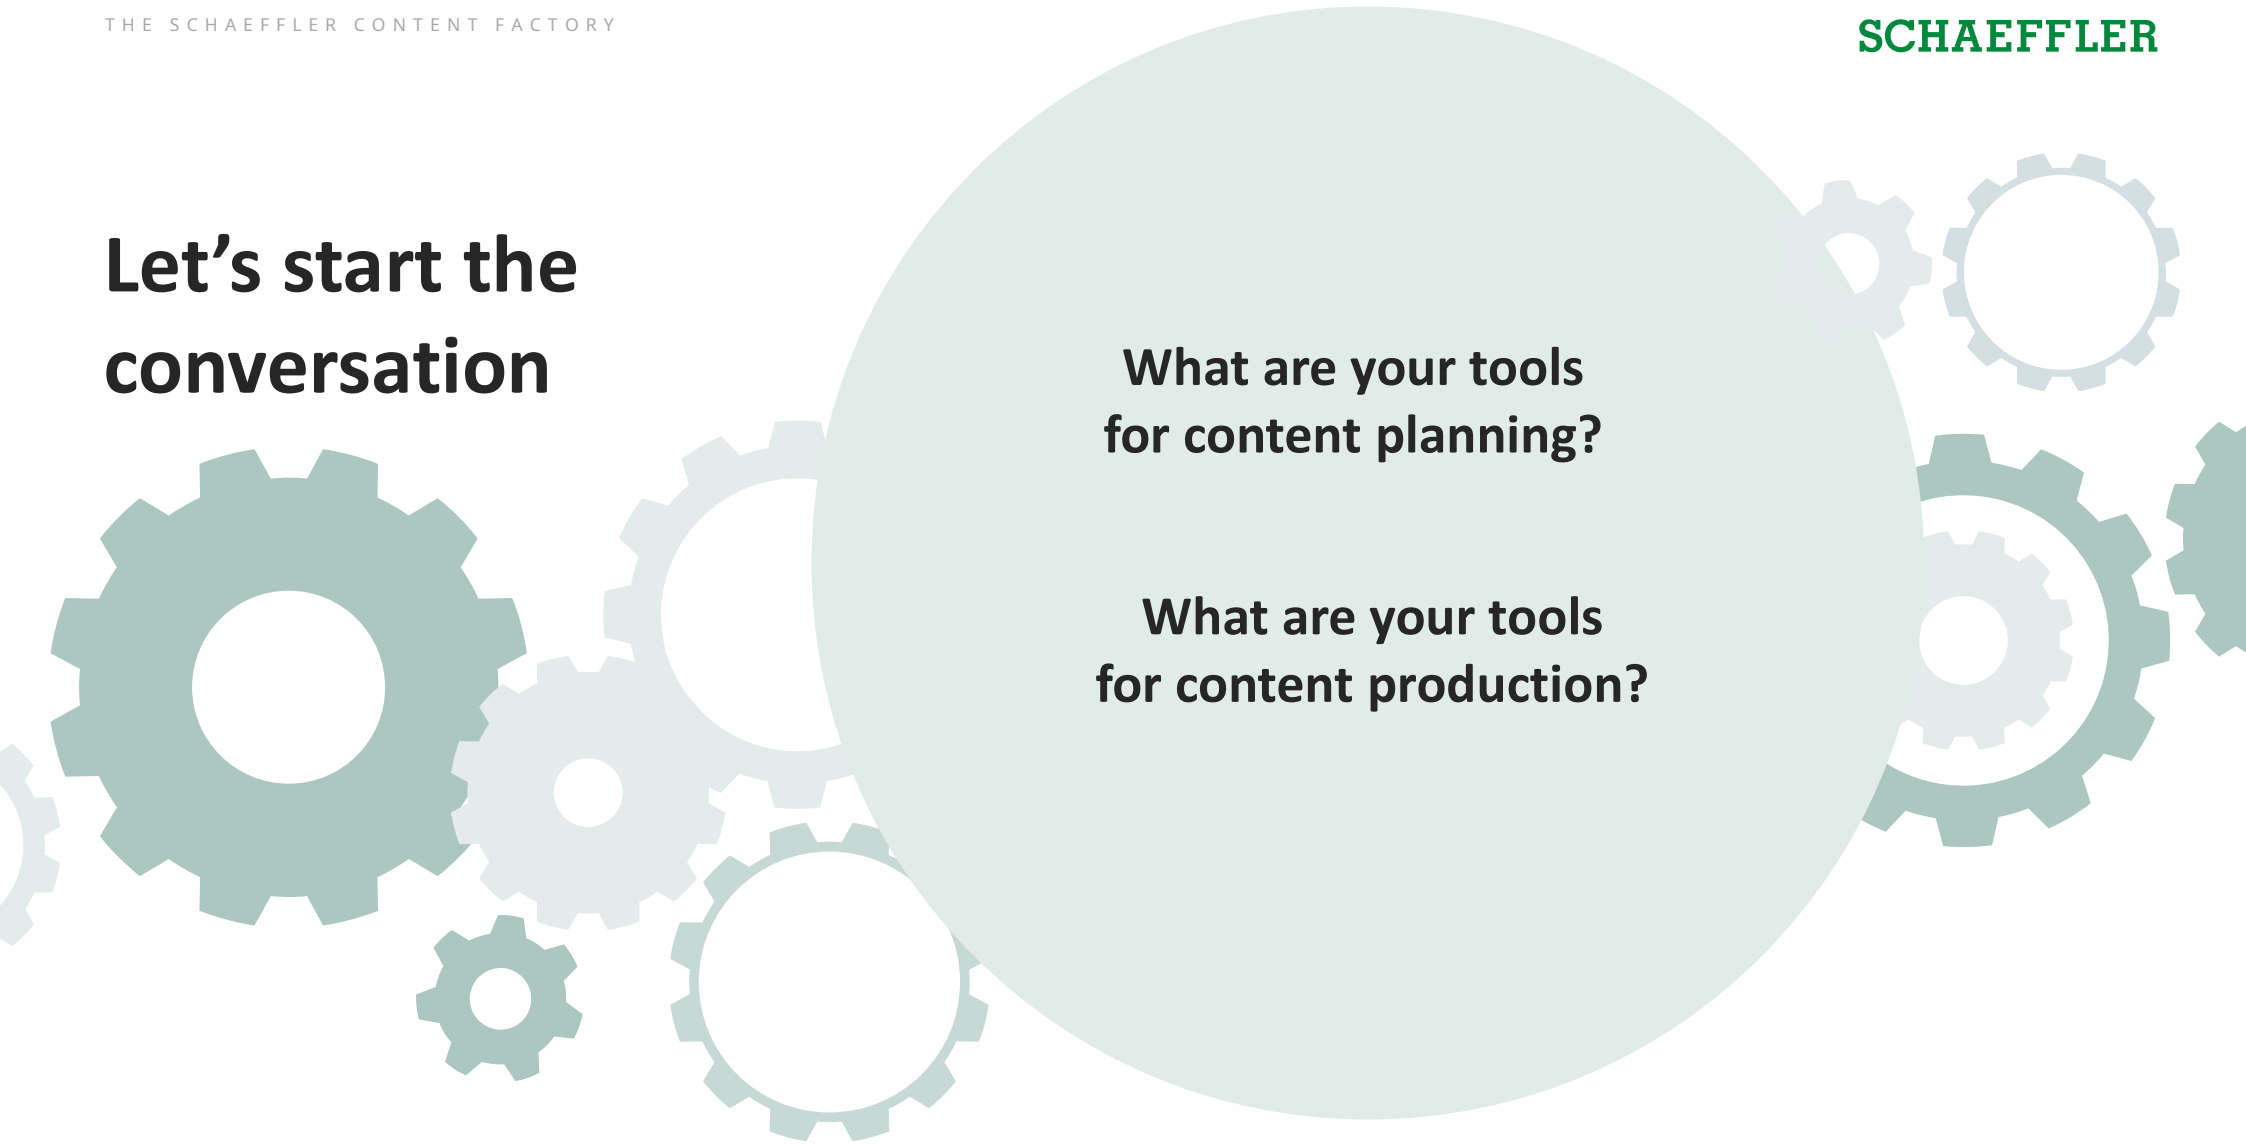 THE SCHAEFFLER CONTENT FACTORY
SCHAEFFLER
Let’s start the
conversation
What are your tools
for content planning?
What are your tools
for content production?